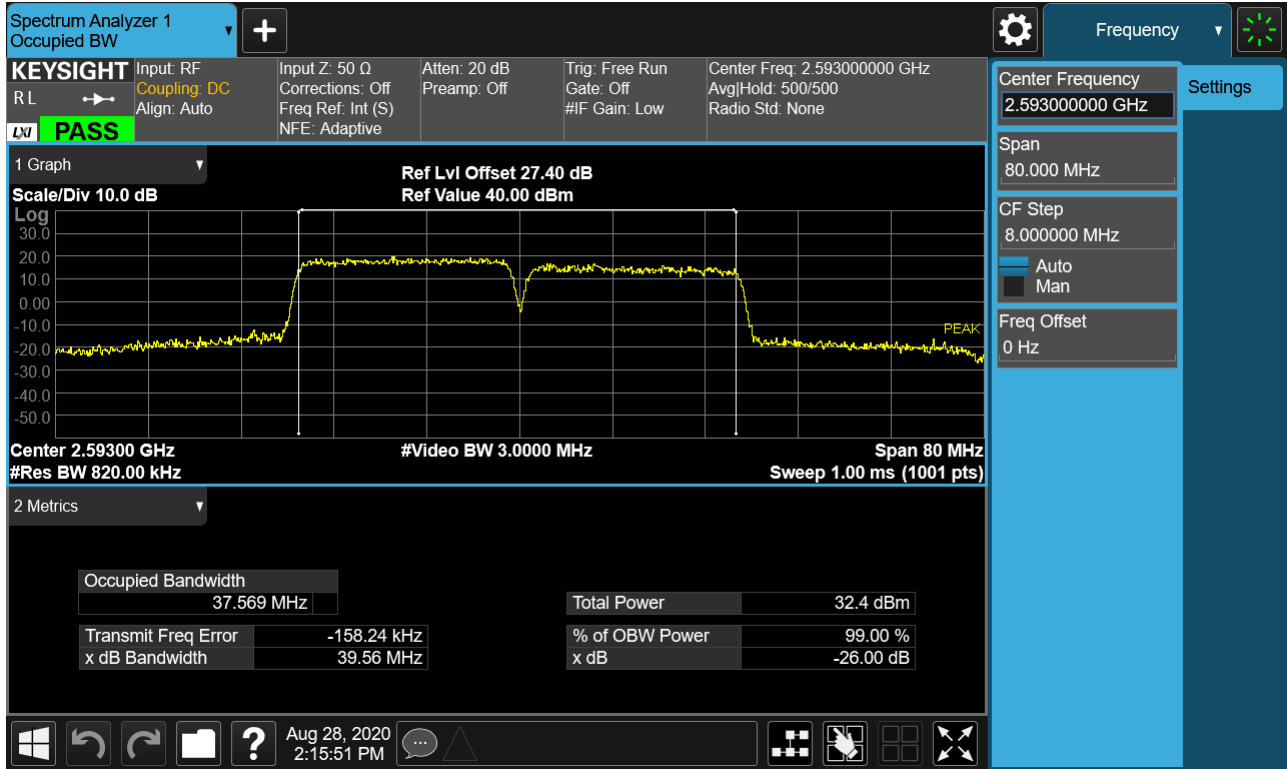 Spectrum Analyzer 1
Occupied BW
Frequency
KEYSIGHT
R L
LXI PASS
Input: RF
Coupling: DC
Align: Auto
Input Z: 50 Ω
Corrections: Off
Freq Ref: Int (S)
NFE: Adaptive
Atten: 20 dB
Preamp: Off
Trig: Free Run
Gate: Off
#IF Gain: Low
Center Freq: 2.593000000 GHz
Avg|Hold: 500/500
Radio Std: None
Center Frequency
2.593000000 GHz
Settings
Span
80.000 MHz
CF Step
8.000000 MHz
Auto
Man
Freq Offset
0 Hz
1 Graph
Scale/Div 10.0 dB
Ref Lvl Offset 27.40 dB
Ref Value 40.00 dBm
Log
30.0
20.0
10.0
0.00
-10.0
-20.0
-30.0
-40.0
-50.0
PEAK
Center 2.59300 GHz
#Res BW 820.00 kHz
#Video BW 3.0000 MHz
Span 80 MHz
Sweep 1.00 ms (1001 pts)
2 Metrics
Occupied Bandwidth
37.569 MHz
Transmit Freq Error -158.24 kHz
x dB Bandwidth 39.56 MHz
Total Power 32.4 dBm
% of OBW Power 99.00 %
x dB -26.00 dB
?
Aug 28, 2020
2:15:51 PM